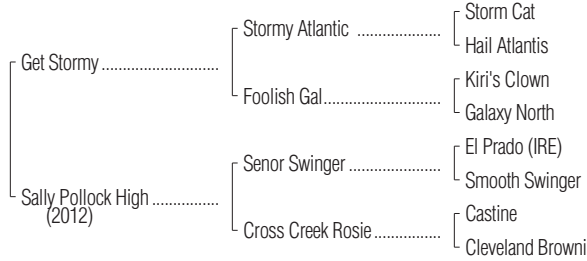 Storm Cat
Stormy Atlantic ..................
Hail Atlantis
Get Stormy .........................
Kiri's Clown
Foolish Gal.........................
Galaxy North
El Prado (IRE)
Senor Swinger ....................
Smooth Swinger
Sally Pollock High ...............
(2012)
Castine
Cross Creek Rosie..............
Cleveland Browni